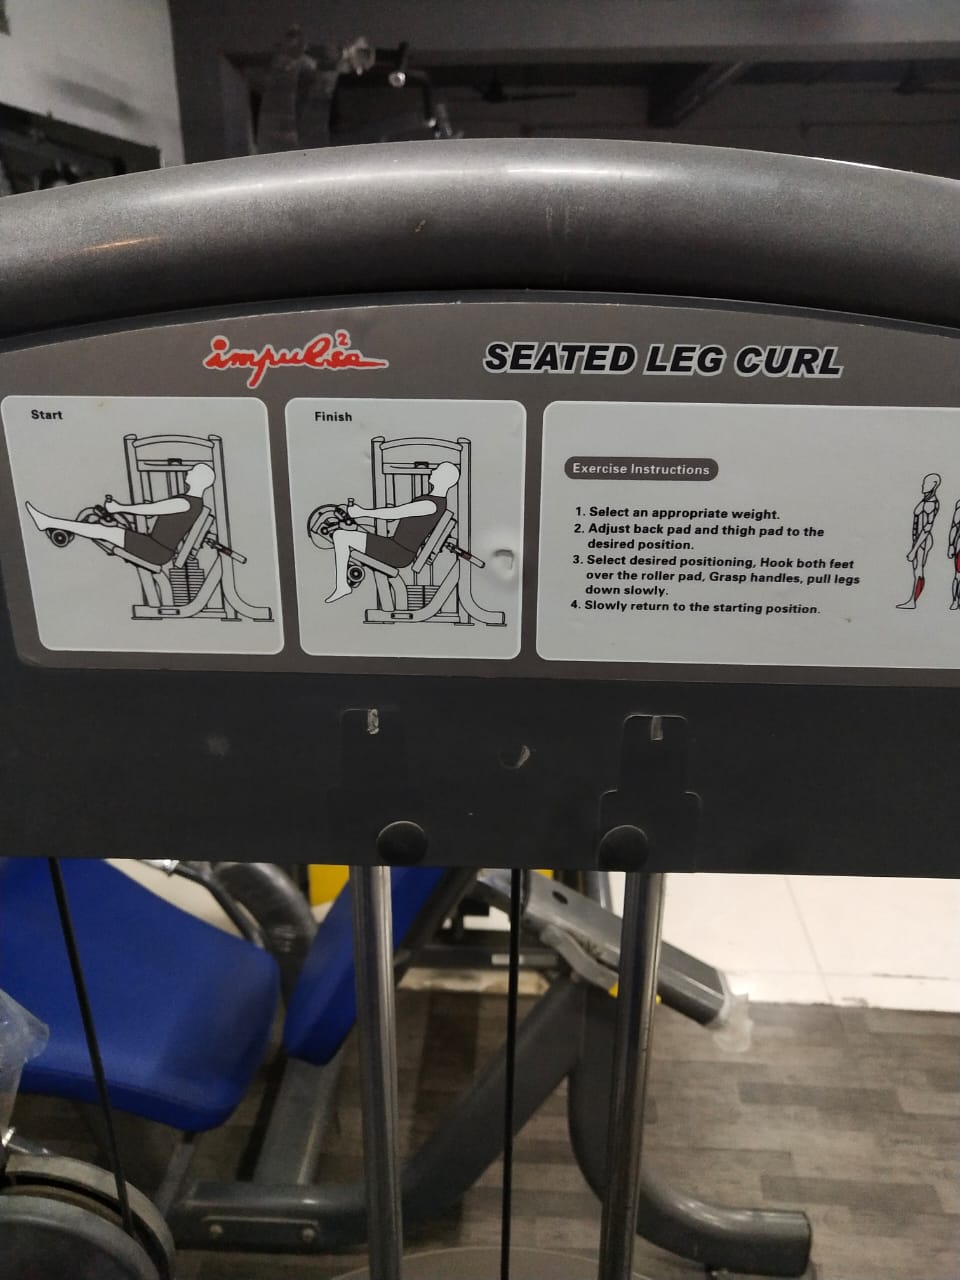 impulse²
SEATED LEG CURL
Start
Finish
Exercise Instructions
1. Select an appropriate weight.
2. Adjust back pad and thigh pad to the
desired position.
3. Select desired positioning, Hook both feet
over the roller pad, Grasp handles, pull legs
down slowly.
4. Slowly return to the starting position.